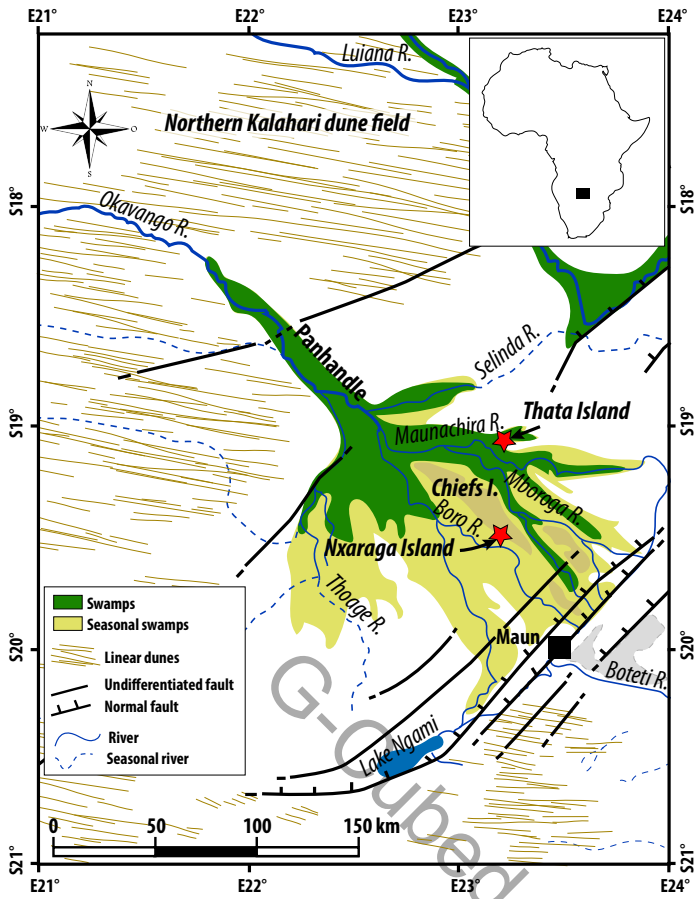 E21°
E22°
E23°
E24°
Luiana R.
Northern Kalahari dune field
N
W
O
S
S18°
S18°
Okavango R.
Panhandle
Selinda R.
Thata Island
Maunachira R.
S19°
S19°
Chiefs I.
Mboroga R.
Boro R.
Nxaraga Island
Thoage R.
Swamps
Seasonal swamps
Linear dunes
Undifferentiated fault
Normal fault
River
Seasonal river
Maun
S20°
S20°
Boteti R.
Lake Ngami
G-Cubed
0
50
100
150 km
S21°
S21°
E21°
E22°
E23°
E24°